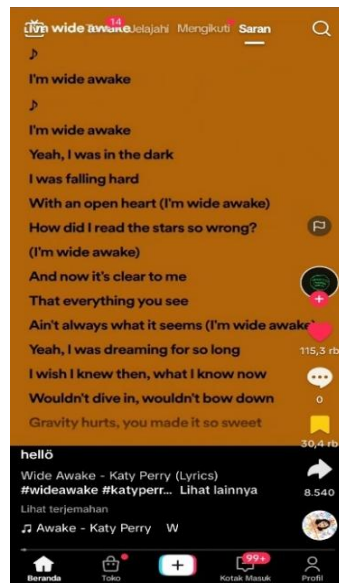 I'm wide awake
14
Jelajahi Mengikuti Saran
♪
I'm wide awake
♪
I'm wide awake
Yeah, I was in the dark
I was falling hard
With an open heart (I'm wide awake)
How did I read the stars so wrong?
(I'm wide awake)
And now it's clear to me
That everything you see
Ain't always what it seems (I'm wide awake)
Yeah, I was dreaming for so long
I wish I knew then, what I know now
Wouldn't dive in, wouldn't bow down
Gravity hurts, you made it so sweet
115,3 rb
0
30,4 rb
8.540
hellö
Wide Awake - Katy Perry (Lyrics)
#wideawake #katyperr... Lihat lainnya
Lihat terjemahan
♫ Awake - Katy Perry W
99+
Beranda Toko Kotak Masuk Profil